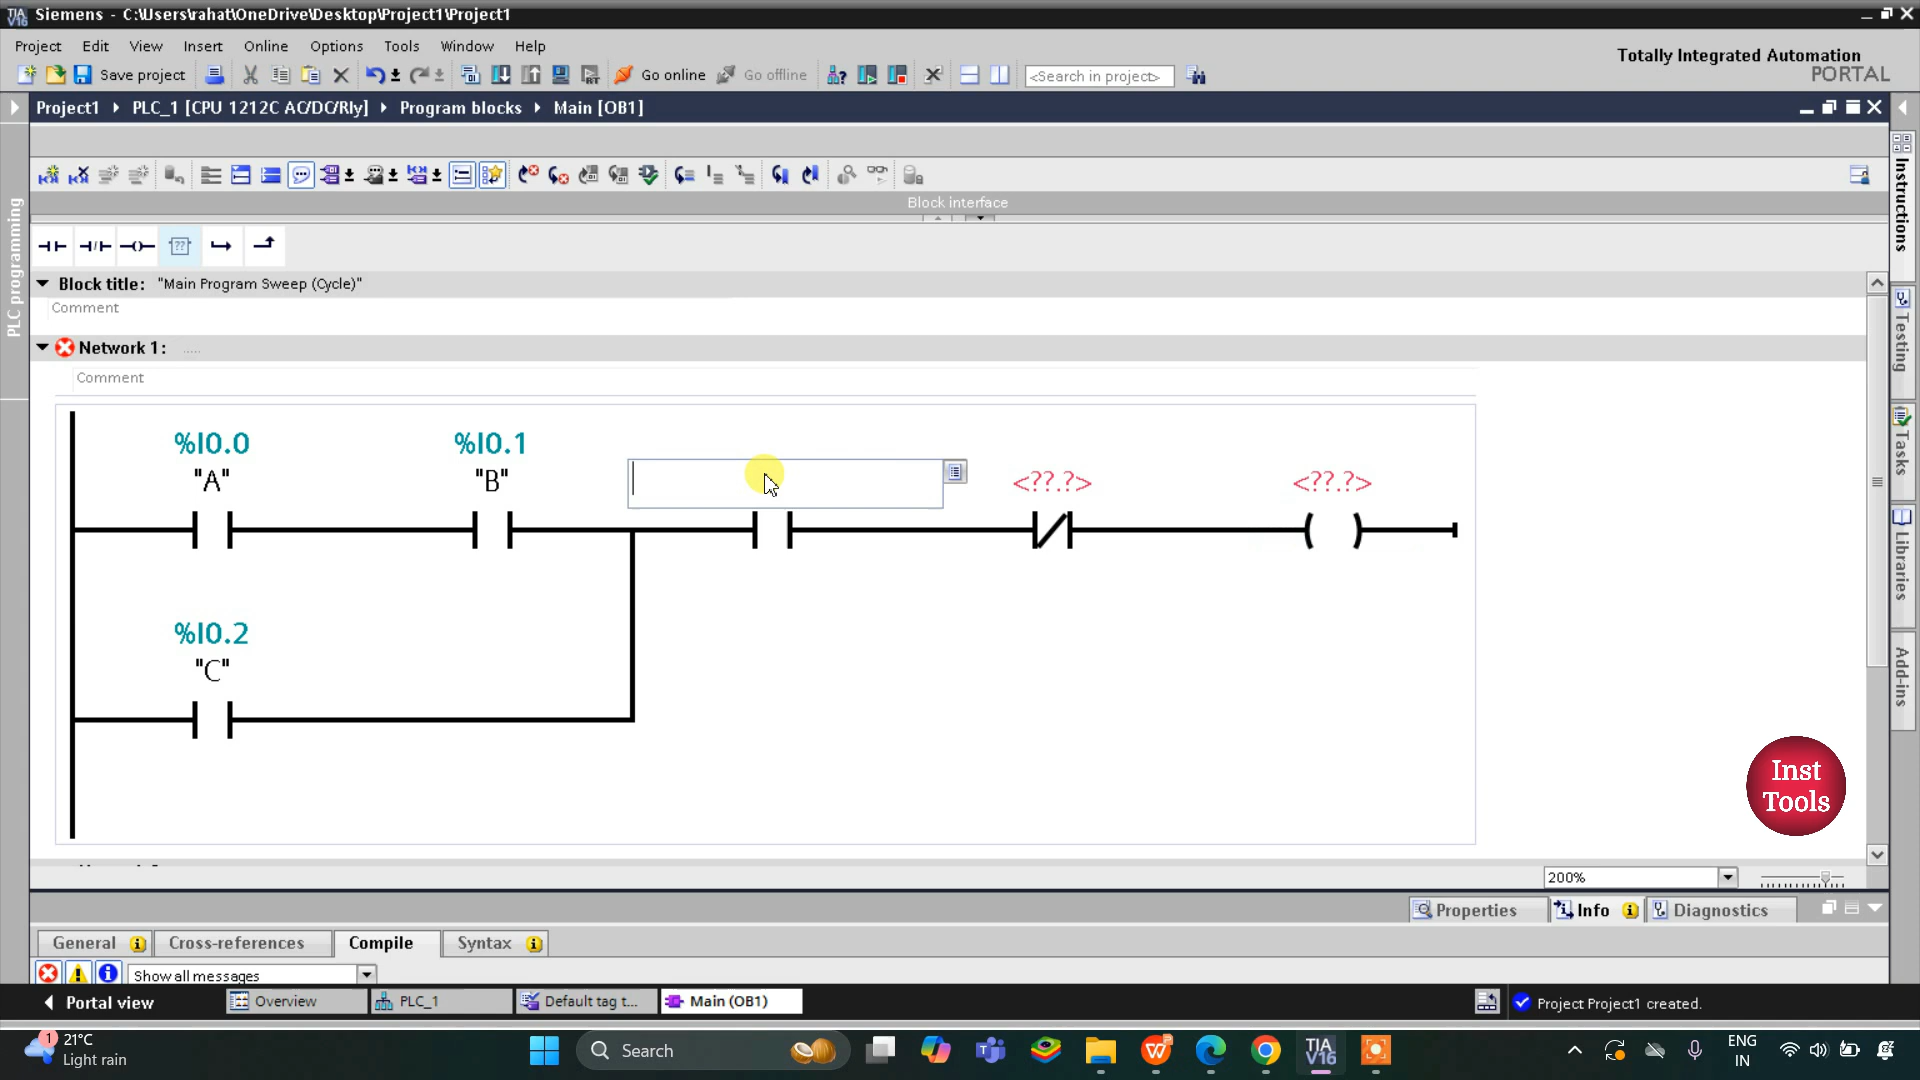 Siemens - C:\Users\rahat\OneDrive\Desktop\Project1\Project1
Project Edit View Insert Online Options Tools Window Help
Totally Integrated Automation
PORTAL
Save project
Go online
Go offline
<Search in project>
Project1 PLC_1 [CPU 1212C AC/DC/Rly] Program blocks Main [OB1]
Block interface
??
Block title: "Main Program Sweep (Cycle)"
Comment
Network 1: .....
Comment
%I0.0
"A"
%I0.1
"B"
<??.?>
<??.?>
%I0.2
"C"
Inst
Tools
200%
Properties
Info
Diagnostics
General
Cross-references
Compile
Syntax
Show all messages
Portal view
Overview
PLC_1
Default tag t...
Main (OB1)
Project Project1 created.
PLC programming
Instructions
Testing
Tasks
Libraries
Add-ins
1
21°C
Light rain
Search
TIA
V16
ENG
IN